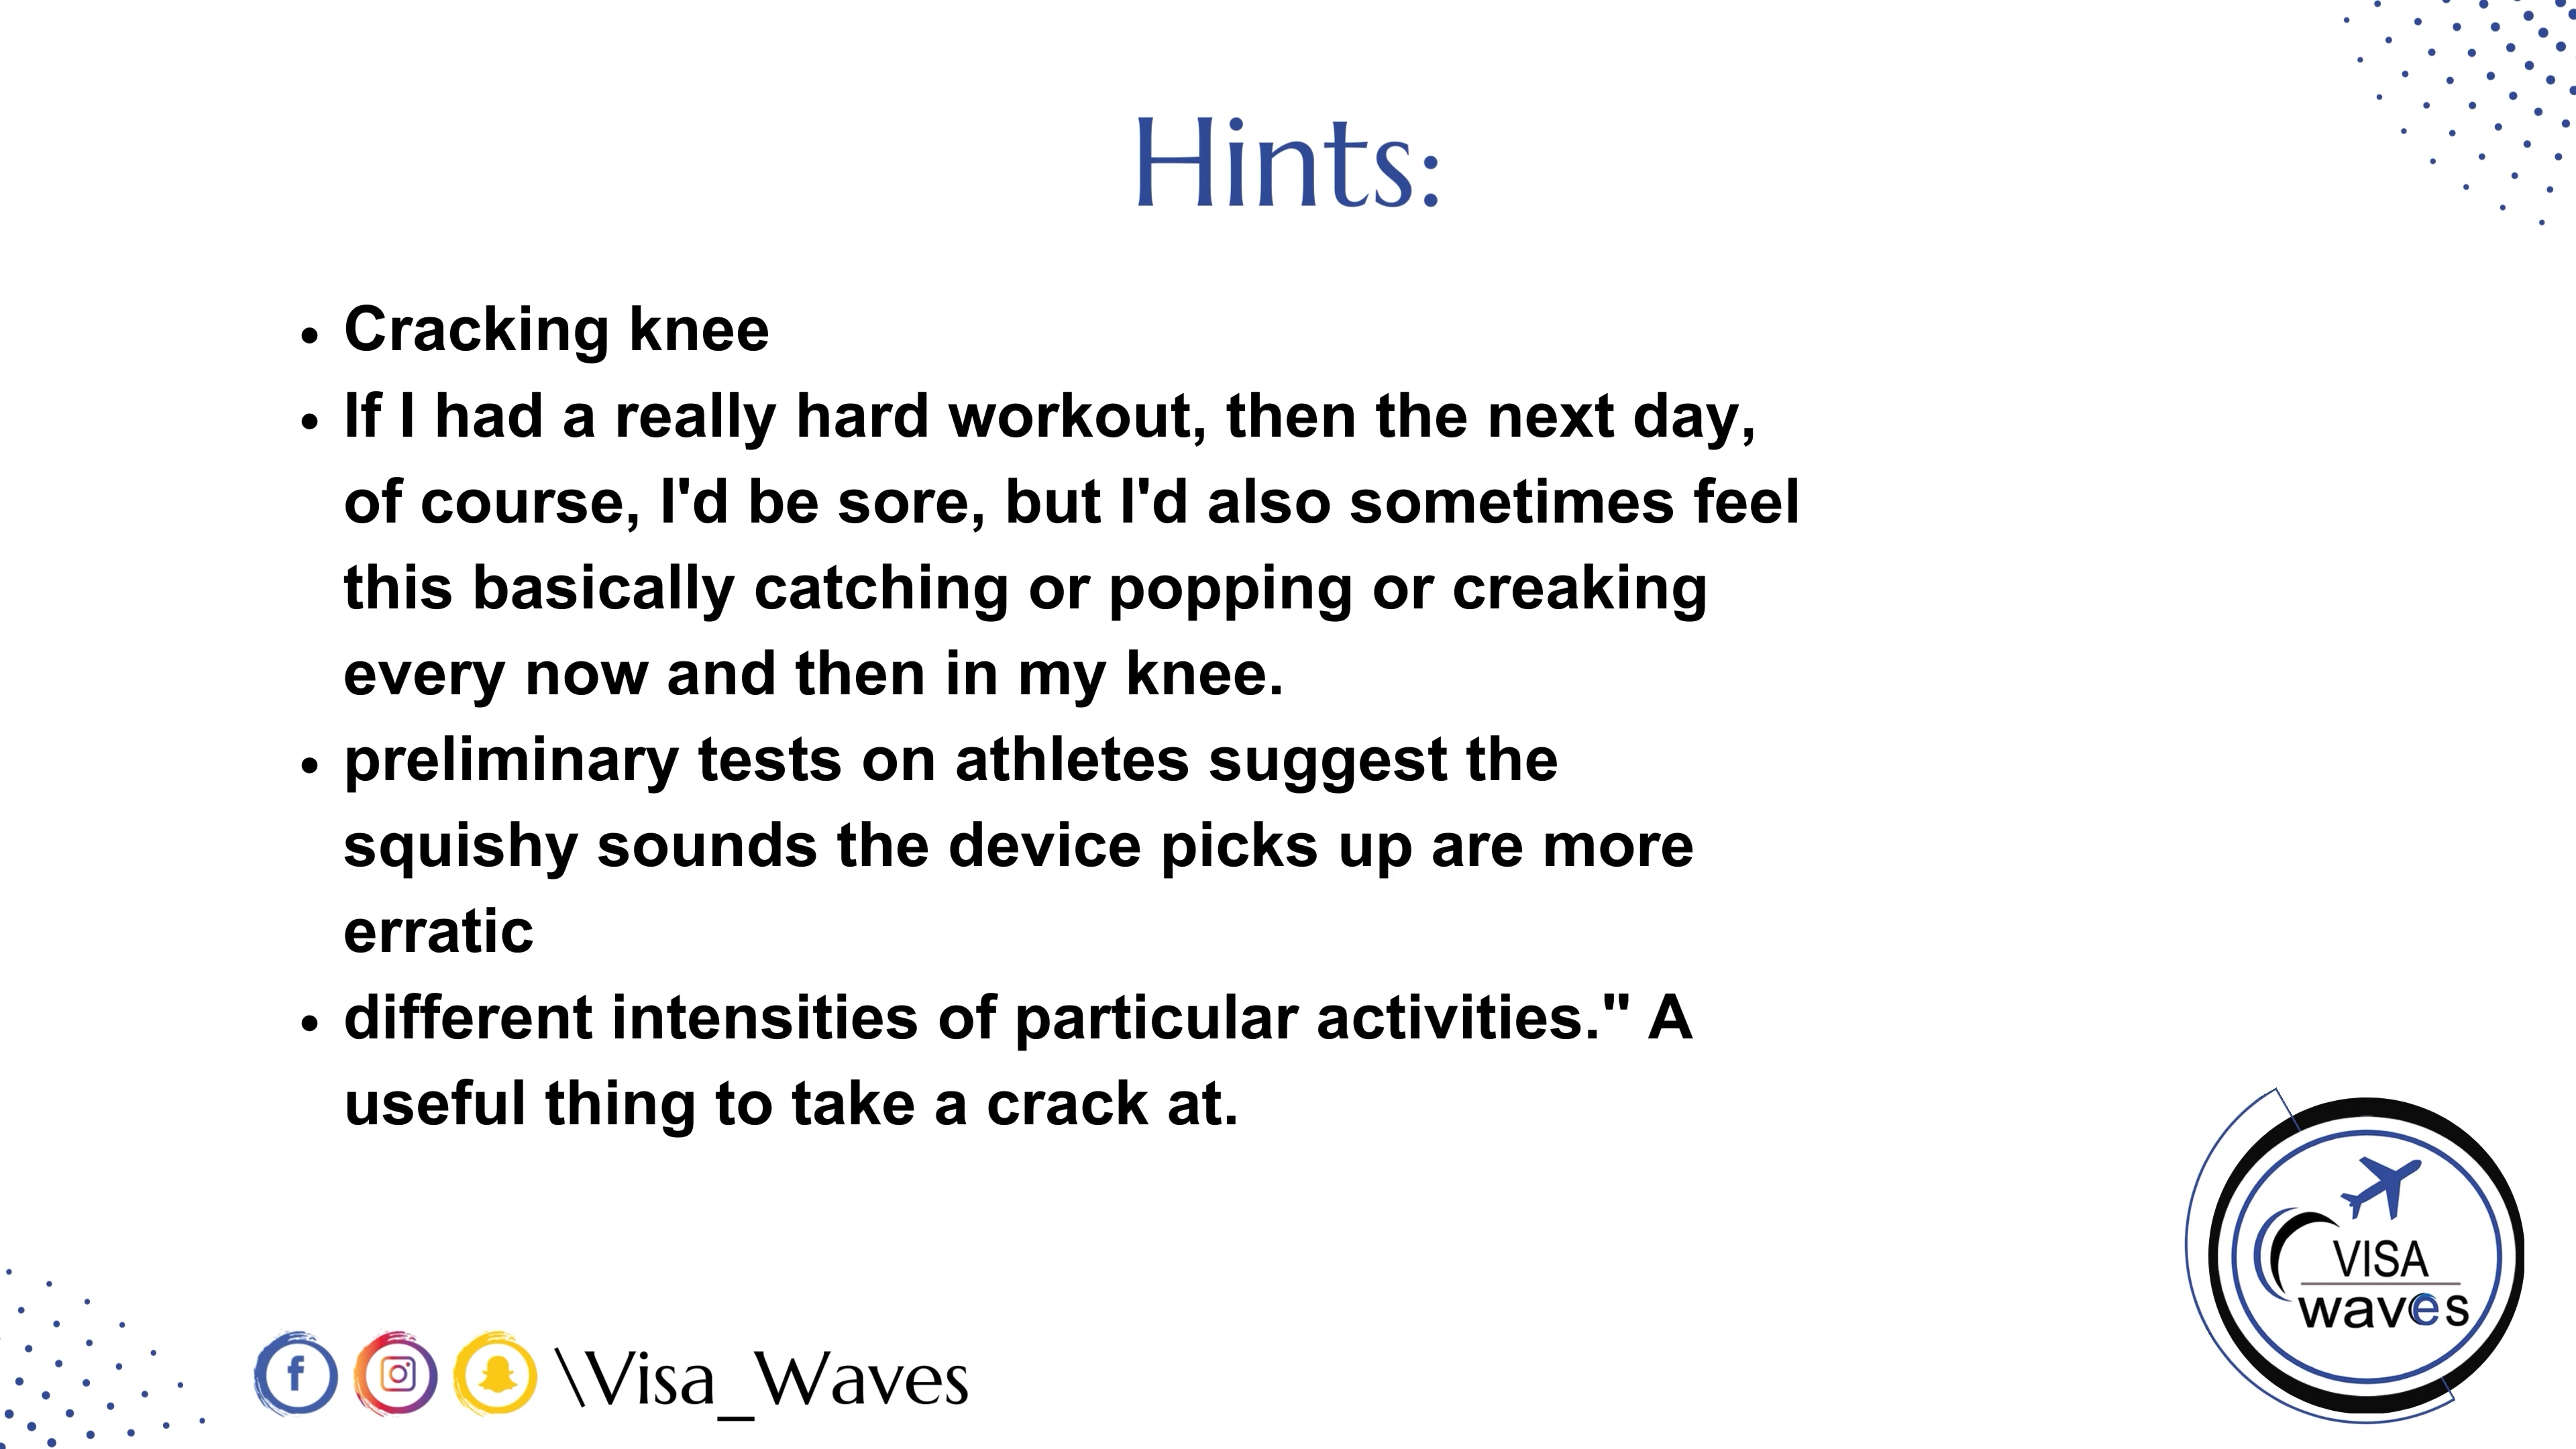 Hints:
• Cracking knee
• If I had a really hard workout, then the next day,
of course, I'd be sore, but I'd also sometimes feel
this basically catching or popping or creaking
every now and then in my knee.
• preliminary tests on athletes suggest the
squishy sounds the device picks up are more
erratic
• different intensities of particular activities." A
useful thing to take a crack at.
VISA
waves
\Visa_Waves